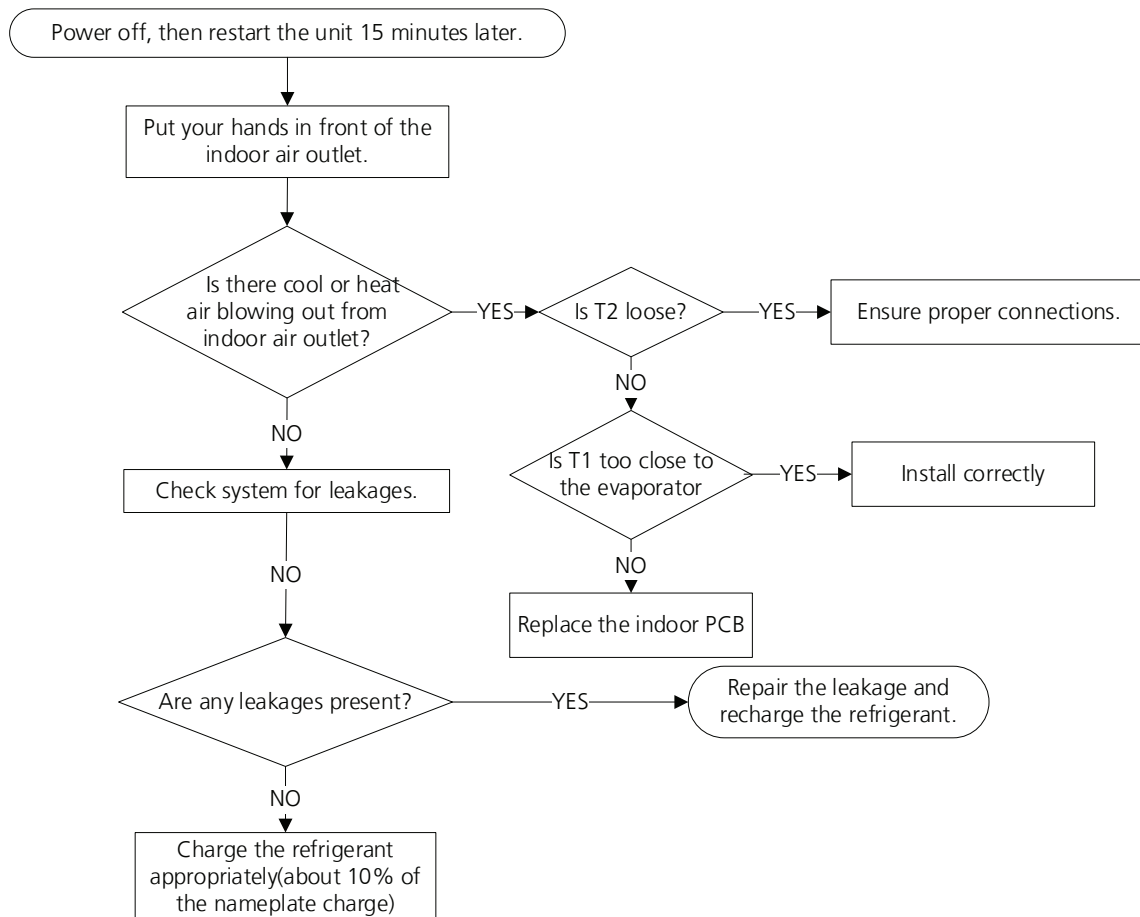 Power off, then restart the unit 15 minutes later.
Put your hands in front of the
indoor air outlet.
Is there cool or heat
air blowing out from
indoor air outlet?
YES
Is T2 loose?
YES
Ensure proper connections.
NO
NO
Is T1 too close to
the evaporator
YES
Install correctly
Check system for leakages.
NO
NO
Replace the indoor PCB
Are any leakages present?
YES
Repair the leakage and
recharge the refrigerant.
NO
Charge the refrigerant
appropriately(about 10% of
the nameplate charge)